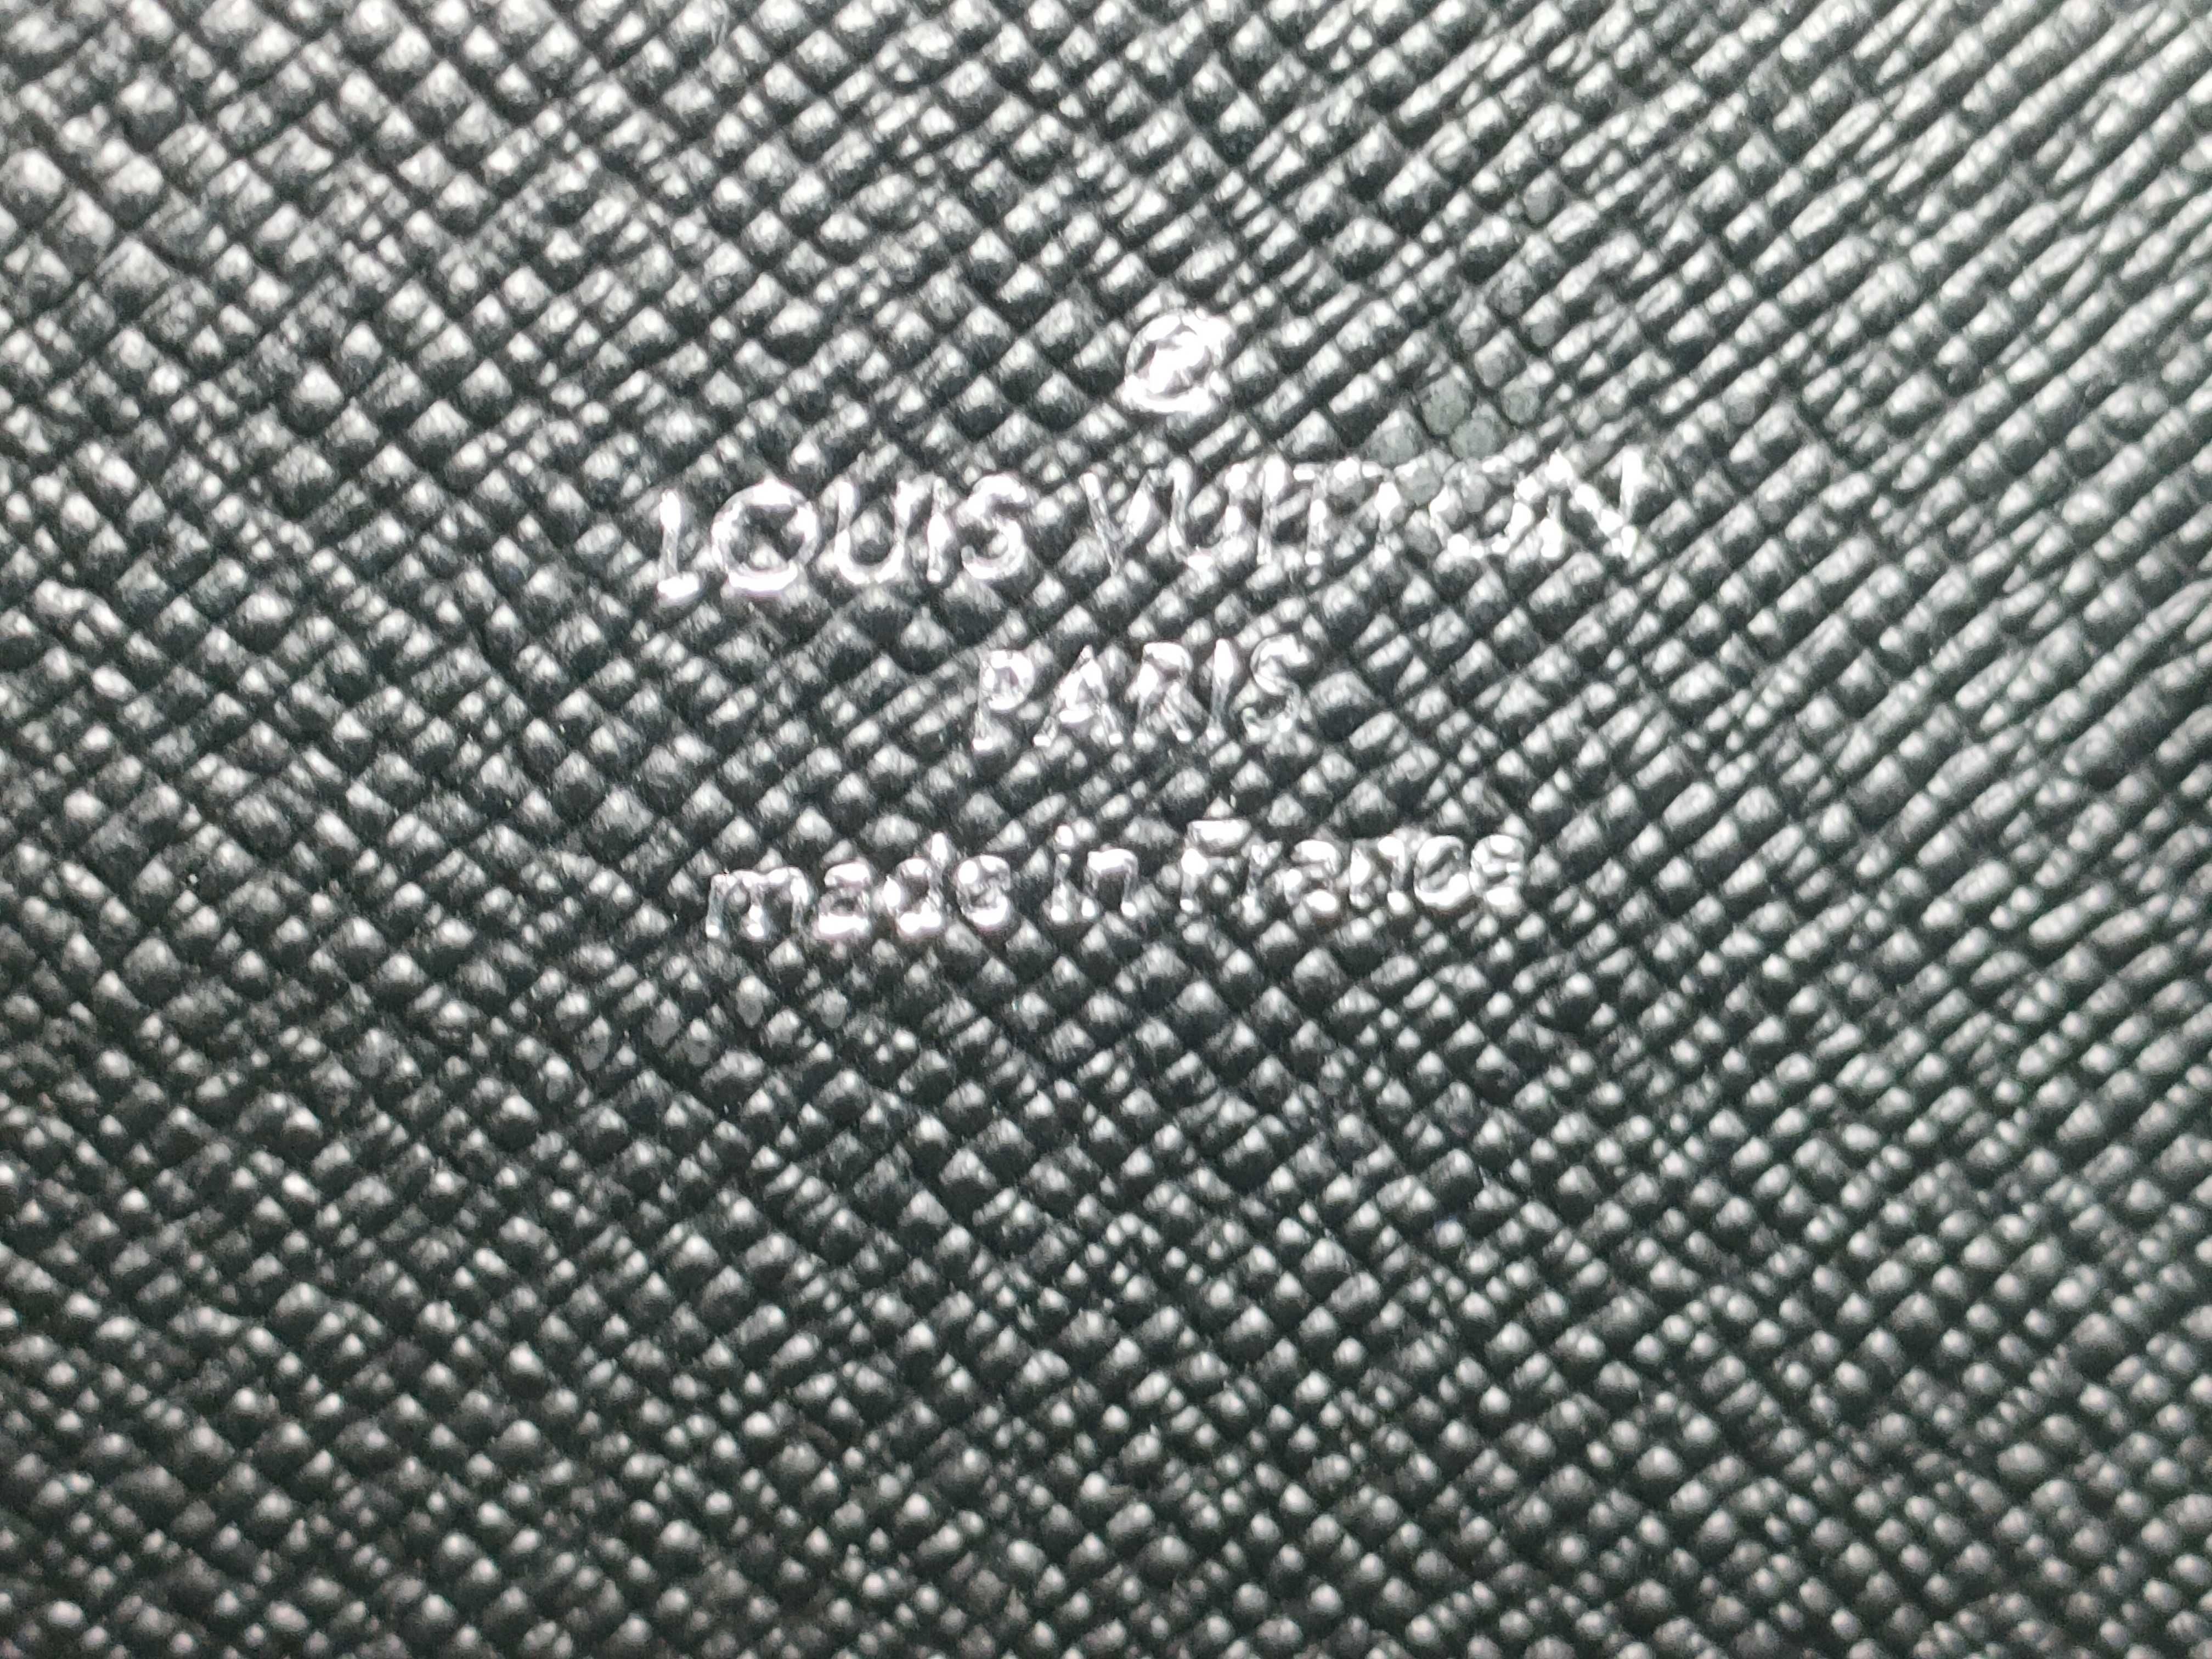 ®
LOUIS VUITTON
PARIS
made in France